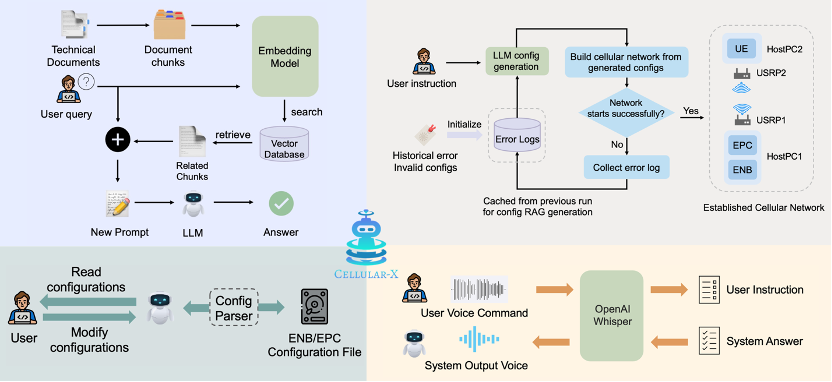 Technical
Documents
Document
chunks
Embedding
Model
?
User query
search
retrieve
Vector
Database
Related
Chunks
New Prompt
LLM
Answer
User instruction
LLM config
generation
Build cellular network from
generated configs
Network
starts successfully?
Yes
No
Initialize
Error Logs
Historical error
Invalid configs
Collect error log
Cached from previous run
for config RAG generation
UE
HostPC2
USRP2
USRP1
EPC
ENB
HostPC1
Established Cellular Network
CELLULAR-X
Read
configurations
User
Modify
configurations
Config
Parser
ENB/EPC
Configuration File
User Voice Command
OpenAI
Whisper
User Instruction
System Output Voice
System Answer